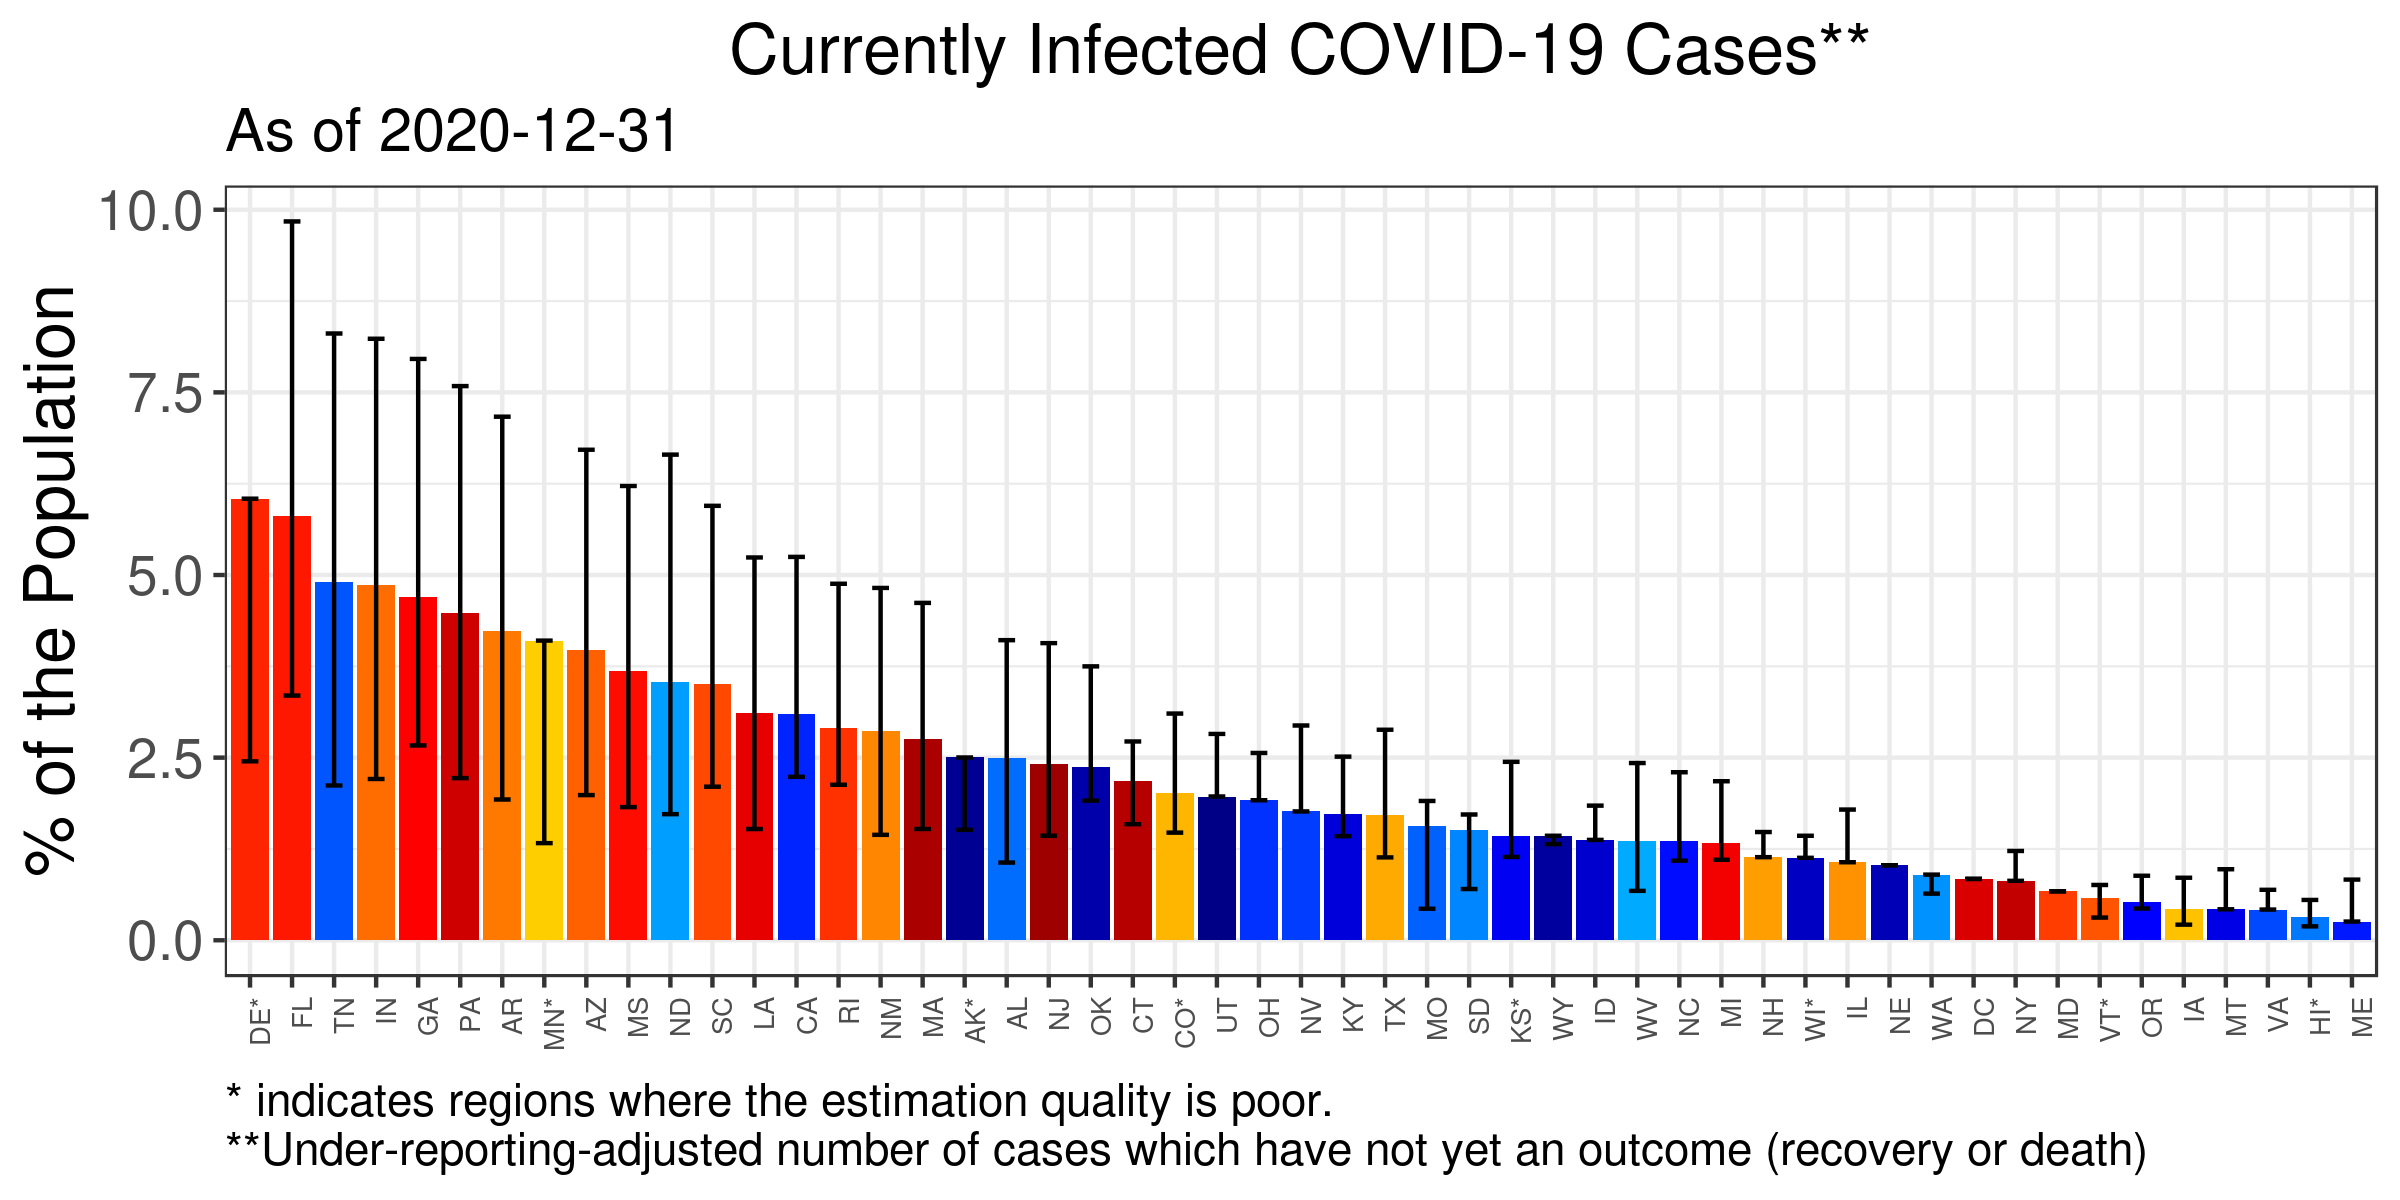 Currently Infected COVID-19 Cases**
As of 2020-12-31
% of the Population
10.0
7.5
5.0
2.5
0.0
DE* FL TN IN GA PA AR MN* AZ MS ND SC LA CA RI NM MA AK* AL NJ OK CT CO* UT OH NV KY TX MO SD KS* WY ID WV NC MI NH WI* IL NE WA DC NY MD VT* OR IA MT VA HI* ME
* indicates regions where the estimation quality is poor.
**Under-reporting-adjusted number of cases which have not yet an outcome (recovery or death)